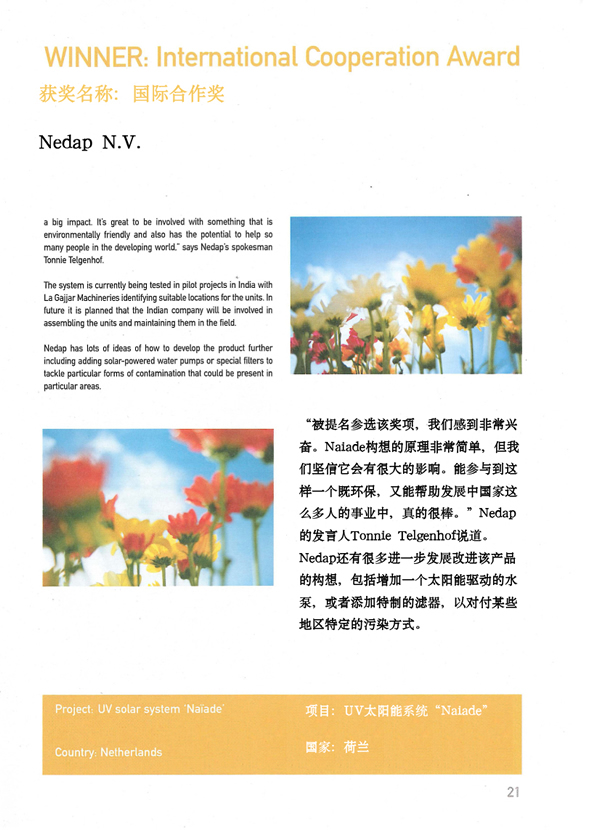 WINNER: International Cooperation Award
获奖名称：国际合作奖
Nedap N.V.
a big impact. It's great to be involved with something that is
environmentally friendly and also has the potential to help so
many people in the developing world," says Nedap's spokesman
Tonnie Telgenhof.
The system is currently being tested in pilot projects in India with
La Gajjar Machineries identifying suitable locations for the units. In
future it is planned that the Indian company will be involved in
assembling the units and maintaining them in the field.
Nedap has lots of ideas of how to develop the product further
including adding solar-powered water pumps or special filters to
tackle particular forms of contamination that could be present in
particular areas.
“被提名参选该奖项，我们感到非常兴
奋。Naiade构想的原理非常简单，但我
们坚信它会有很大的影响。能参与到这
样一个既环保，又能帮助发展中国家这
么多人的事业中，真的很棒。”Nedap
的发言人Tonnie Telgenhof说道。
Nedap还有很多进一步发展改进该产品
的构想，包括增加一个太阳能驱动的水
泵，或者添加特制的滤器，以对付某些
地区特定的污染方式。
Project: UV solar system ‘Naïade’
Country: Netherlands
项目：UV太阳能系统“Naiade”
国家：荷兰
21